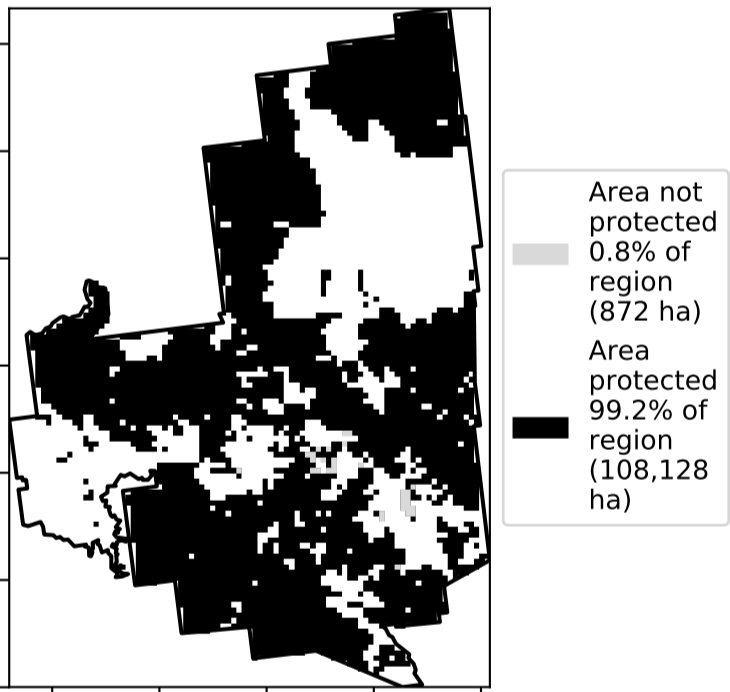 Area not
protected
0.8% of
region
(872 ha)
Area
protected
99.2% of
region
(108,128
ha)